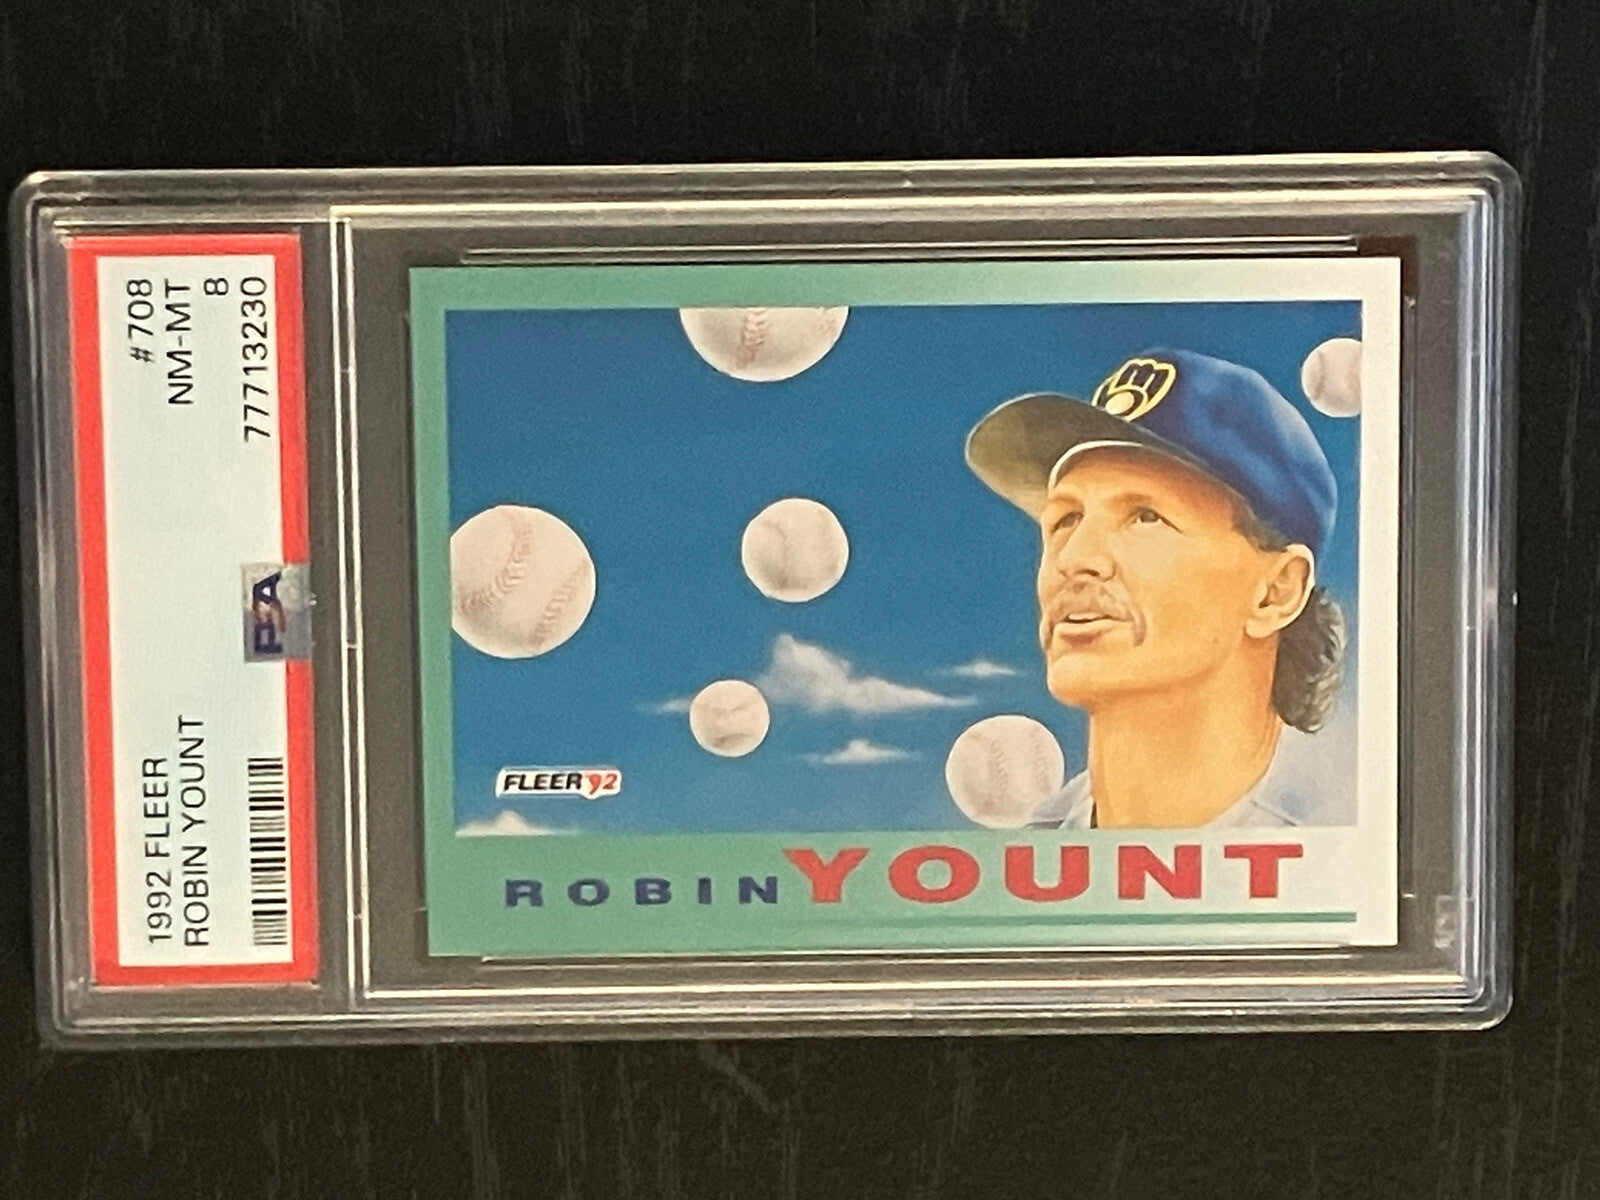 1992 FLEER #708
ROBIN YOUNT NM-MT
8
77713230
PSA
FLEER '92
ROBIN YOUNT